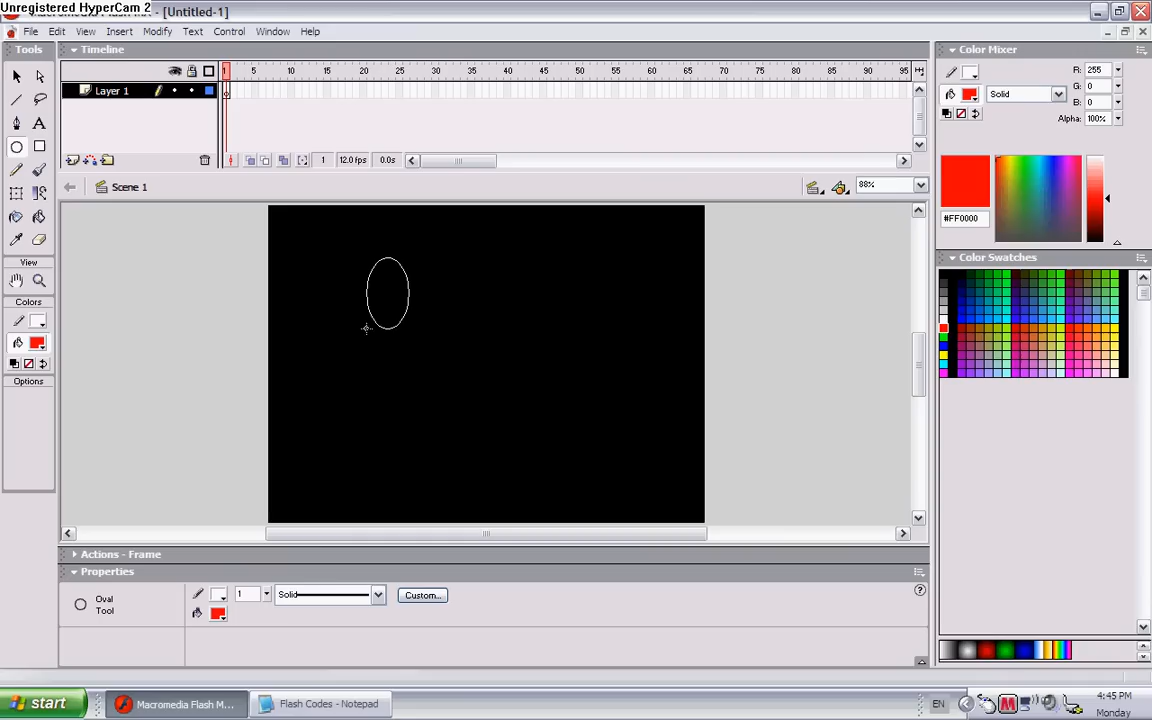 Unregistered HyperCam 2
Macromedia Flash MX - [Untitled-1]
File Edit View Insert Modify Text Control Window Help
Tools
Timeline
Color Mixer
1 5 10 15 20 25 30 35 40 45 50 55 60 65 70 75 80 85 90 95
Layer 1
R: 255
Solid
G: 0
B: 0
Alpha: 100%
1 12.0 fps 0.0s
Scene 1
88%
#FF0000
View
Color Swatches
Colors
Options
Actions - Frame
Properties
Oval
Tool
1
Solid
Custom...
start
Macromedia Flash M...
Flash Codes - Notepad
EN
4:45 PM
Monday